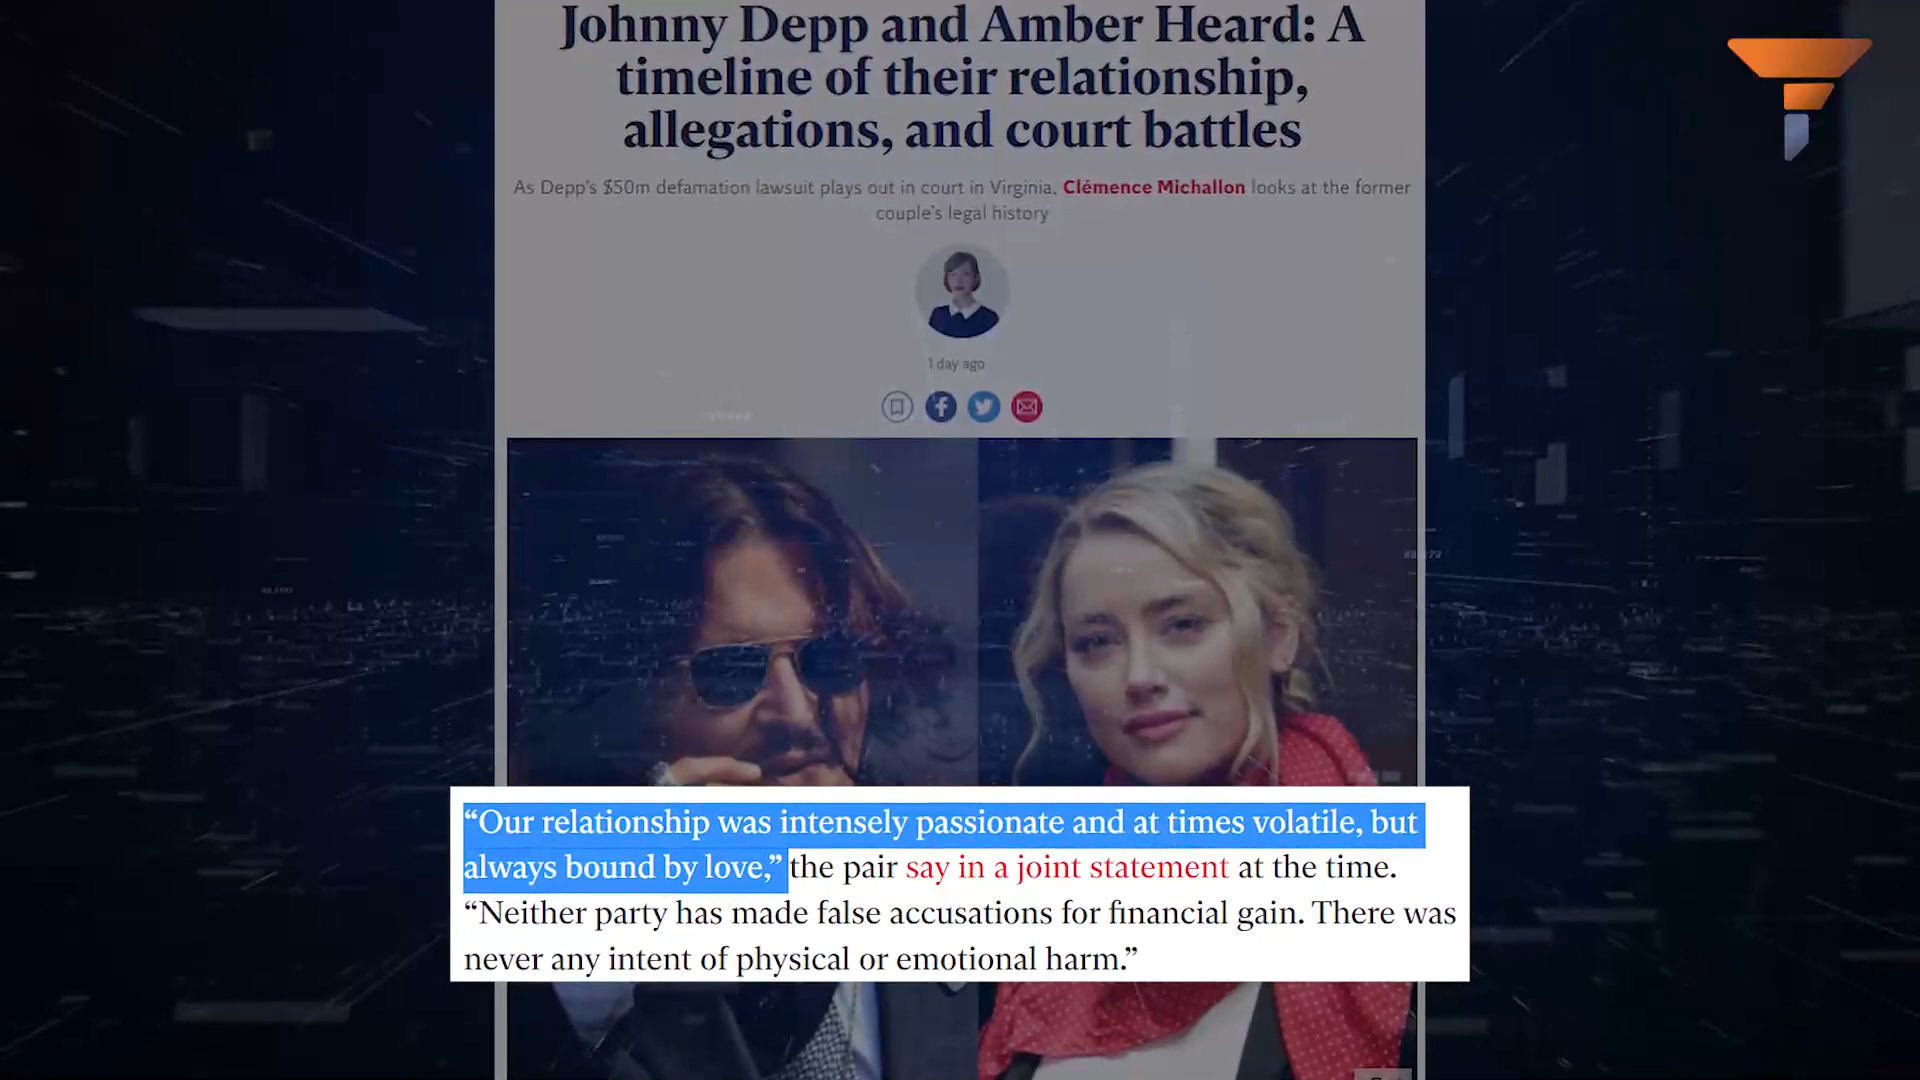 Johnny Depp and Amber Heard: A
timeline of their relationship,
allegations, and court battles
As Depp's $50m defamation lawsuit plays out in court in Virginia, Clémence Michallon looks at the former
couple's legal history
1 day ago
“Our relationship was intensely passionate and at times volatile, but
always bound by love,” the pair say in a joint statement at the time.
“Neither party has made false accusations for financial gain. There was
never any intent of physical or emotional harm.”